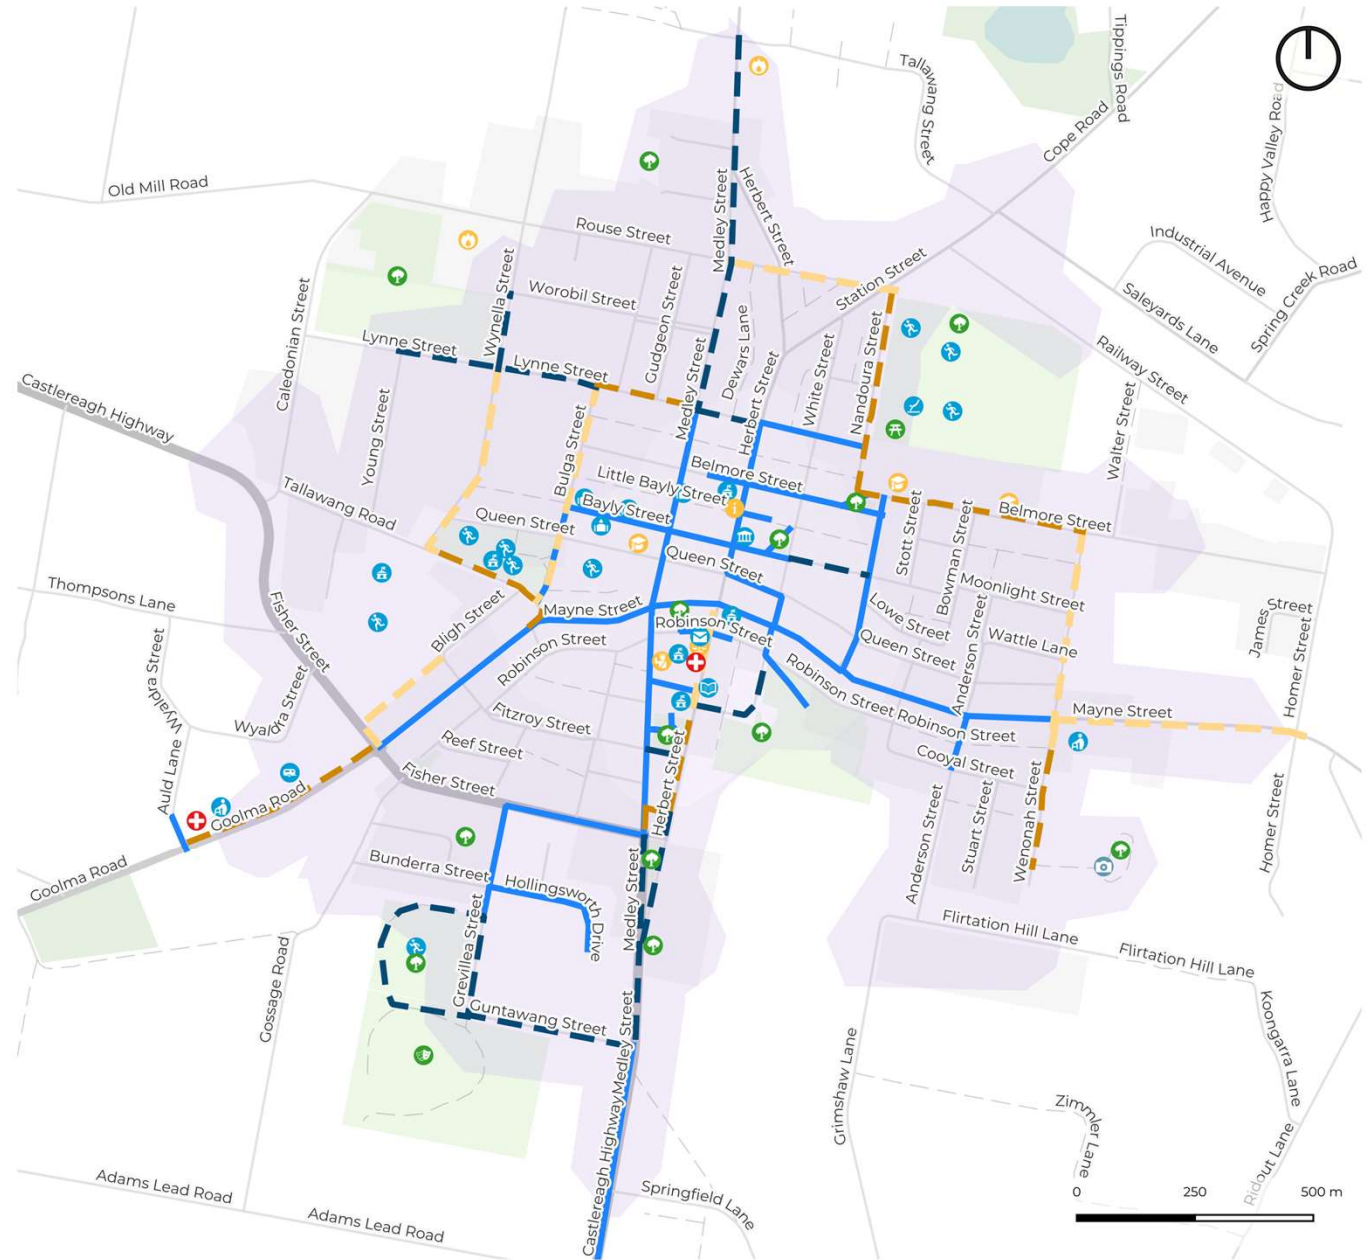 Tippings Road
Tallawang Street
Cope Road
Happy Valley Road
Old Mill Road
Medley Street
Herbert Street
Rouse Street
Industrial Avenue
Station Street
Wynella Street
Worobil Street
Gudgeon Street
Saleyards Lane
Spring Creek Road
Caledonian Street
Dewars Lane
Nandoura Street
White Street
Lynne Street
Lynne Street
Medley Street
Herbert Street
Railway Street
Castlereagh Highway
Young Street
Bulga Street
Walter Street
Belmore Street
Little Bayly Street
Tallawang Road
Bayly Street
Queen Street
Belmore Street
Stott Street
Bowman Street
Queen Street
Moonlight Street
Thompsons Lane
Fisher Street
Bligh Street
Mayne Street
Lowe Street
Anderson Street
James Street
Robinson Street
Wattle Lane
Queen Street
Robinson Street
Homer Street
Wyaldra Street
Wyaldra Street
Robinson Street
Robinson Street
Mayne Street
Fitzroy Street
Reef Street
Cooyal Street
Auld Lane
Fisher Street
Herbert Street
Goolma Road
Anderson Street
Stuart Street
Wenonah Street
Homer Street
Goolma Road
Bunderra Street
Hollingsworth Drive
Medley Street
Grevillea Street
Flirtation Hill Lane
Flirtation Hill Lane
Gossage Road
Guntawang Street
Medley Street
Koongarra Lane
Grimshaw Lane
Zimmler Lane
Castlereagh Highway
Ridout Lane
Adams Lead Road
Springfield Lane
Adams Lead Road
0 250 500 m